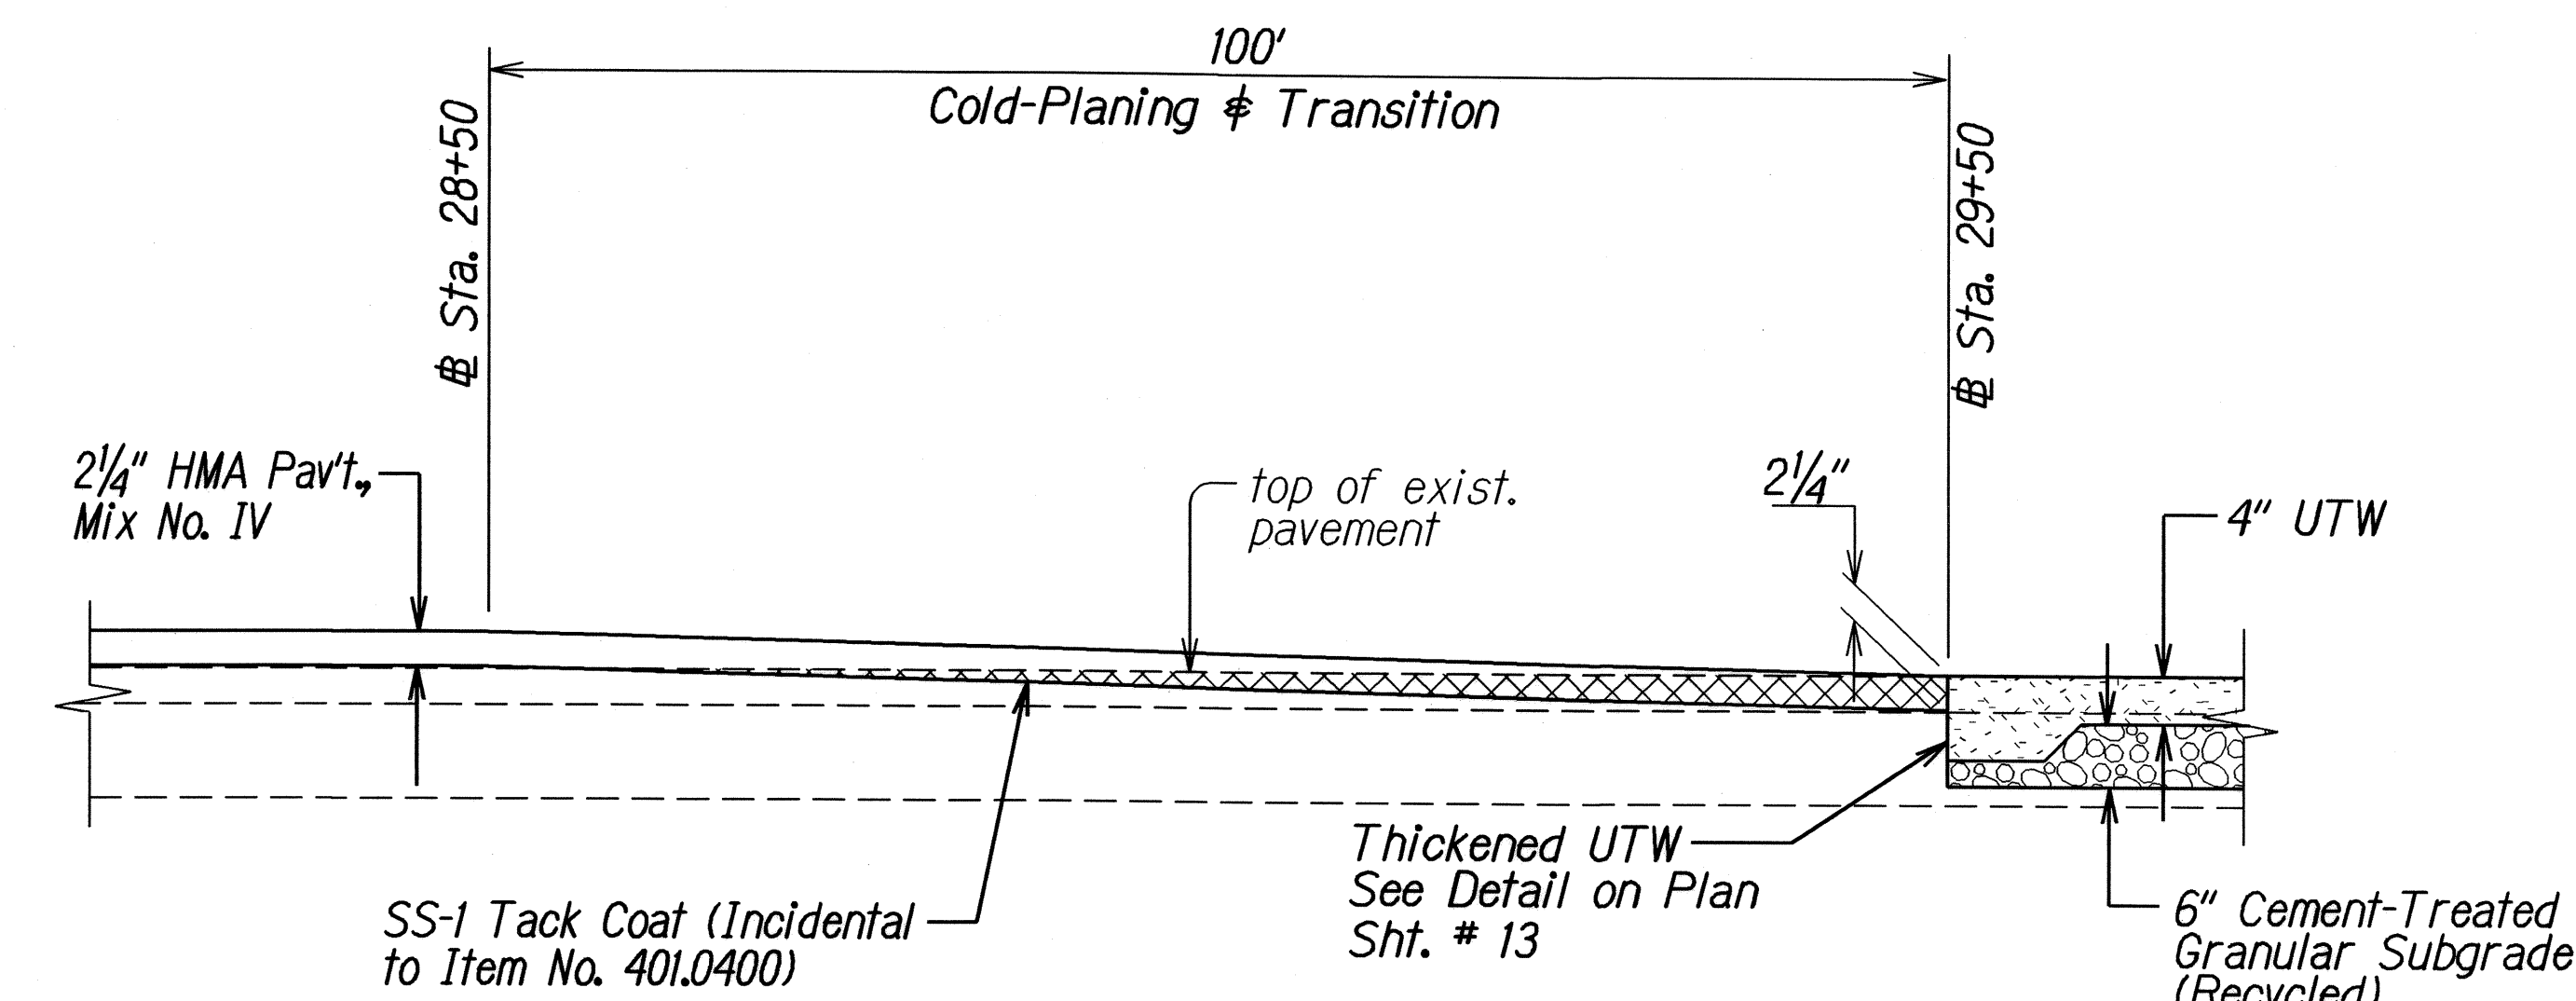 100'
Cold-Planing & Transition
℄ Sta. 28+50
℄ Sta. 29+50
2¼" HMA Pav't.,
Mix No. IV
top of exist.
pavement
2¼"
4" UTW
Thickened UTW
See Detail on Plan
Sht. # 13
SS-1 Tack Coat (Incidental
to Item No. 401.0400)
6" Cement-Treated
Granular Subgrade
(Recycled)